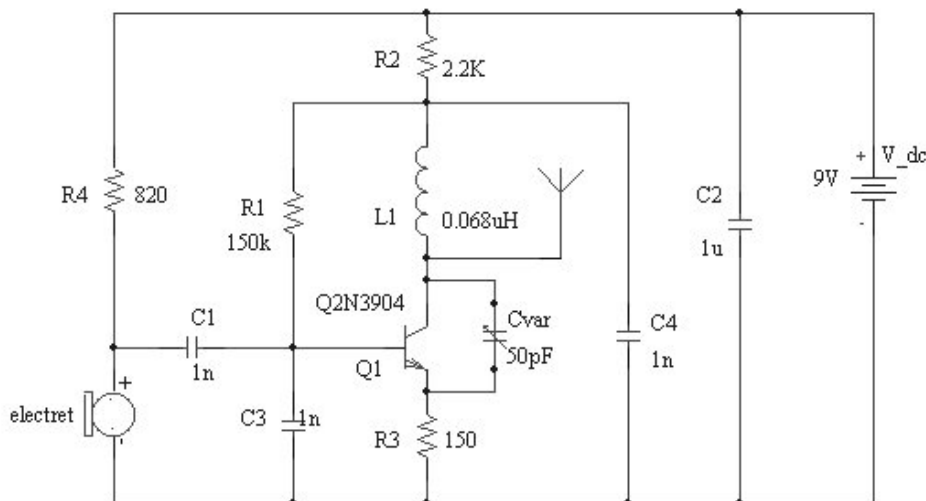 R2
2.2K
R4
820
R1
150k
L1
0.068uH
C2
1u
9V
+
V_dc
-
Q2N3904
Q1
Cvar
50pF
C4
1n
C1
1n
electret
+
-
C3
1n
R3
150